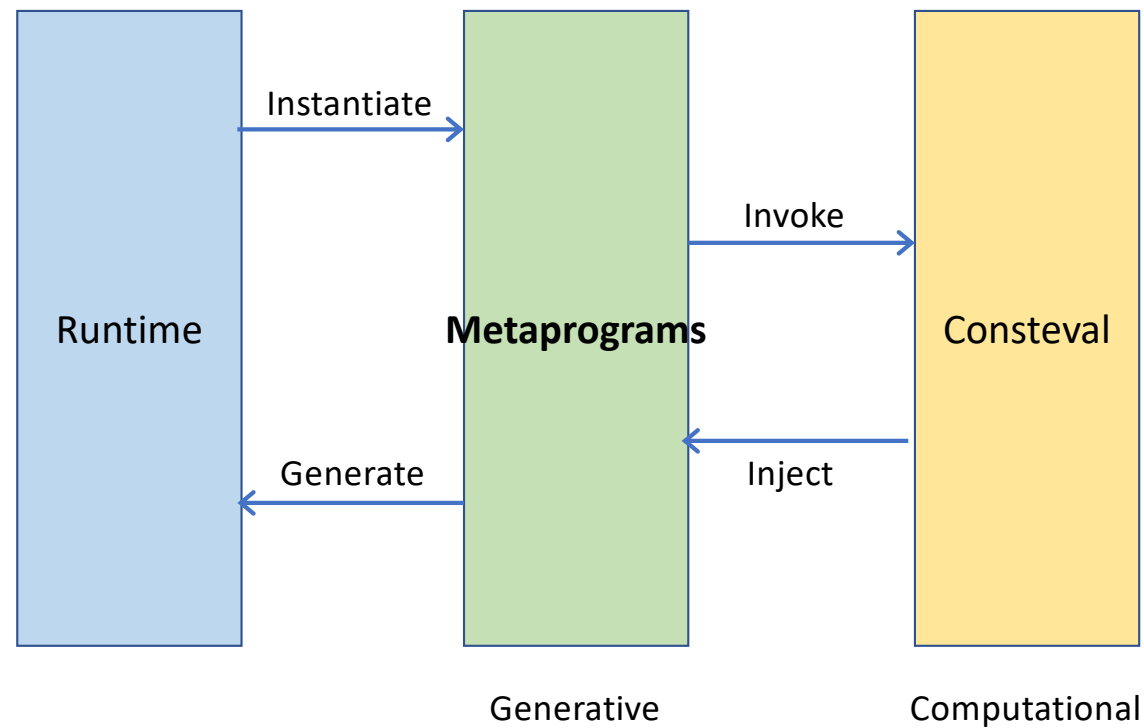 Instantiate
Invoke
Runtime
Metaprograms
Consteval
Generate
Inject
Generative
Computational